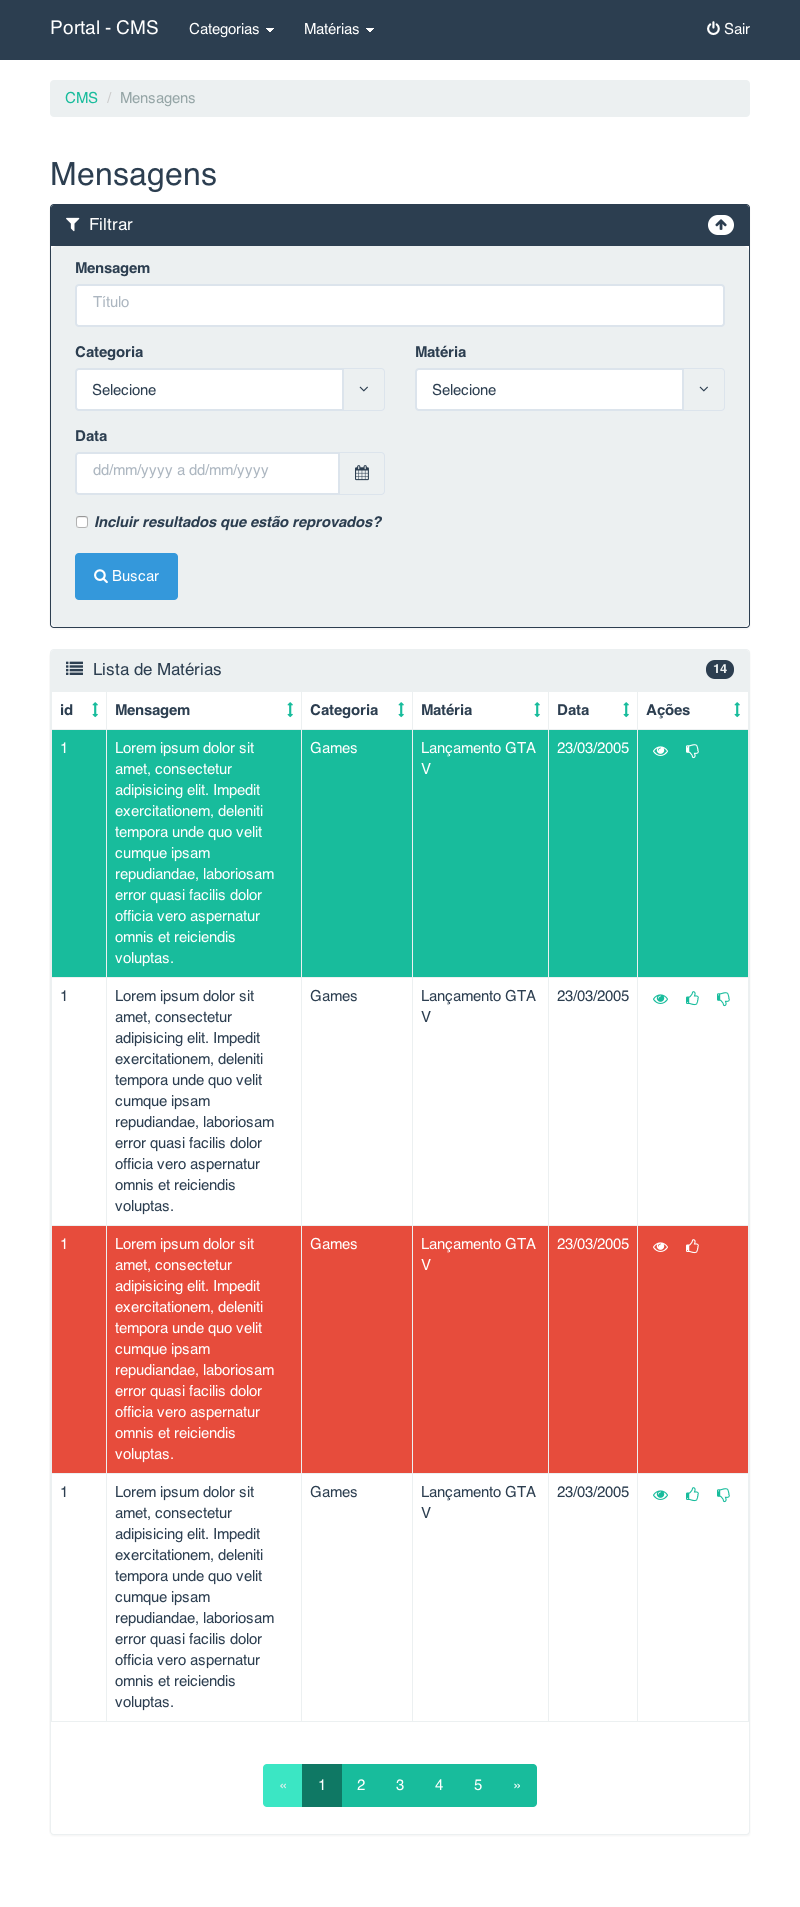 Portal - CMS Categorias Matérias Sair
CMS / Mensagens
Mensagens
Filtrar
Mensagem
Título
Categoria Matéria
Selecione Selecione
Data
dd/mm/yyyy a dd/mm/yyyy
Incluir resultados que estão reprovados?
Buscar
Lista de Matérias 14
id Mensagem Categoria Matéria Data Ações
1 Lorem ipsum dolor sit Games Lançamento GTA 23/03/2005
amet, consectetur V
adipisicing elit. Impedit
exercitationem, deleniti
tempora unde quo velit
cumque ipsam
repudiandae, laboriosam
error quasi facilis dolor
officia vero aspernatur
omnis et reiciendis
voluptas.
1 Lorem ipsum dolor sit Games Lançamento GTA 23/03/2005
amet, consectetur V
adipisicing elit. Impedit
exercitationem, deleniti
tempora unde quo velit
cumque ipsam
repudiandae, laboriosam
error quasi facilis dolor
officia vero aspernatur
omnis et reiciendis
voluptas.
1 Lorem ipsum dolor sit Games Lançamento GTA 23/03/2005
amet, consectetur V
adipisicing elit. Impedit
exercitationem, deleniti
tempora unde quo velit
cumque ipsam
repudiandae, laboriosam
error quasi facilis dolor
officia vero aspernatur
omnis et reiciendis
voluptas.
1 Lorem ipsum dolor sit Games Lançamento GTA 23/03/2005
amet, consectetur V
adipisicing elit. Impedit
exercitationem, deleniti
tempora unde quo velit
cumque ipsam
repudiandae, laboriosam
error quasi facilis dolor
officia vero aspernatur
omnis et reiciendis
voluptas.
« 1 2 3 4 5 »